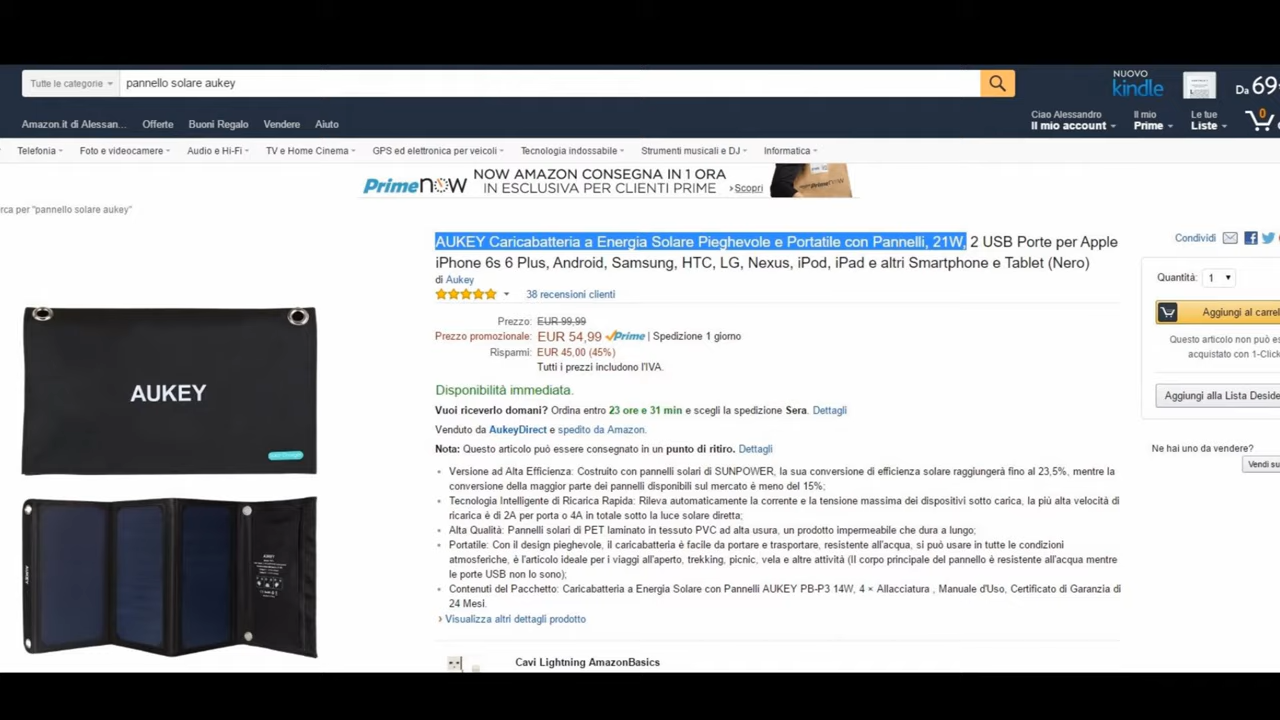 Tutte le categorie
pannello solare aukey
NUOVO
kindle
Da 69
Amazon.it di Alessan...
Offerte
Buoni Regalo
Vendere
Aiuto
Ciao Alessandro
Il mio account
Il mio
Prime
Le tue
Liste
0
Telefonia
Foto e videocamere
Audio e Hi-Fi
TV e Home Cinema
GPS ed elettronica per veicoli
Tecnologia indossabile
Strumenti musicali e DJ
Informatica
PrimeNow
NOW AMAZON CONSEGNA IN 1 ORA
IN ESCLUSIVA PER CLIENTI PRIME
›Scopri
rca per "pannello solare aukey"
AUKEY Caricabatteria a Energia Solare Pieghevole e Portatile con Pannelli, 21W, 2 USB Porte per Apple
iPhone 6s 6 Plus, Android, Samsung, HTC, LG, Nexus, iPod, iPad e altri Smartphone e Tablet (Nero)
di Aukey
38 recensioni clienti
Prezzo: EUR 99,99
Prezzo promozionale: EUR 54,99 Prime | Spedizione 1 giorno
Risparmi: EUR 45,00 (45%)
Tutti i prezzi includono l'IVA.
Disponibilità immediata.
Vuoi riceverlo domani? Ordina entro 23 ore e 31 min e scegli la spedizione Sera. Dettagli
Venduto da AukeyDirect e spedito da Amazon.
Nota: Questo articolo può essere consegnato in un punto di ritiro. Dettagli
Versione ad Alta Efficienza: Costruito con pannelli solari di SUNPOWER, la sua conversione di efficienza solare raggiungerà fino al 23,5%, mentre la
conversione della maggior parte dei pannelli disponibili sul mercato è meno del 15%;
Tecnologia Intelligente di Ricarica Rapida: Rileva automaticamente la corrente e la tensione massima dei dispositivi sotto carica, la più alta velocità di
ricarica è di 2A per porta o 4A in totale sotto la luce solare diretta;
Alta Qualità: Pannelli solari di PET laminato in tessuto PVC ad alta usura, un prodotto impermeabile che dura a lungo;
Portatile: Con il design pieghevole, il caricabatteria è facile da portare e trasportare, resistente all'acqua, si può usare in tutte le condizioni
atmosferiche, è l'articolo ideale per i viaggi all'aperto, trekking, picnic, vela e altre attività (Il corpo principale del pannello è resistente all'acqua mentre
le porte USB non lo sono);
Contenuti del Pacchetto: Caricabatteria a Energia Solare con Pannelli AUKEY PB-P3 14W, 4 × Allacciatura , Manuale d'Uso, Certificato di Garanzia di
24 Mesi.
› Visualizza altri dettagli prodotto
Cavi Lightning AmazonBasics
Condividi
Quantità: 1
Aggiungi al carrel
Questo articolo non può es
acquistato con 1-Click
Aggiungi alla Lista Deside
Ne hai uno da vendere?
Vendi su
AUKEY
AUKEY